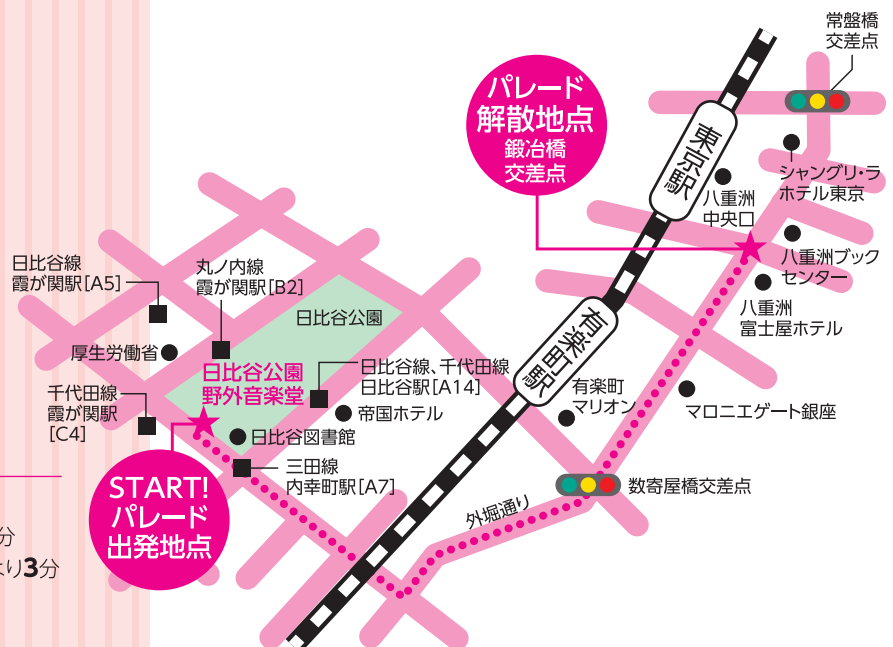 常盤橋
交差点
パレード
解散地点
鍛冶橋
交差点
東京駅
八重洲
中央口
シャングリ・ラ
ホテル東京
八重洲ブック
センター
八重洲
富士屋ホテル
日比谷線
霞が関駅[A5]
丸ノ内線
霞が関駅[B2]
日比谷公園
有楽町駅
厚生労働省
日比谷公園
野外音楽堂
日比谷線、千代田線
日比谷駅[A14]
有楽町
マリオン
マロニエゲート銀座
千代田線
霞が関駅
[C4]
帝国ホテル
日比谷図書館
三田線
内幸町駅[A7]
数寄屋橋交差点
外堀通り
START!
パレード
出発地点
分
より3分